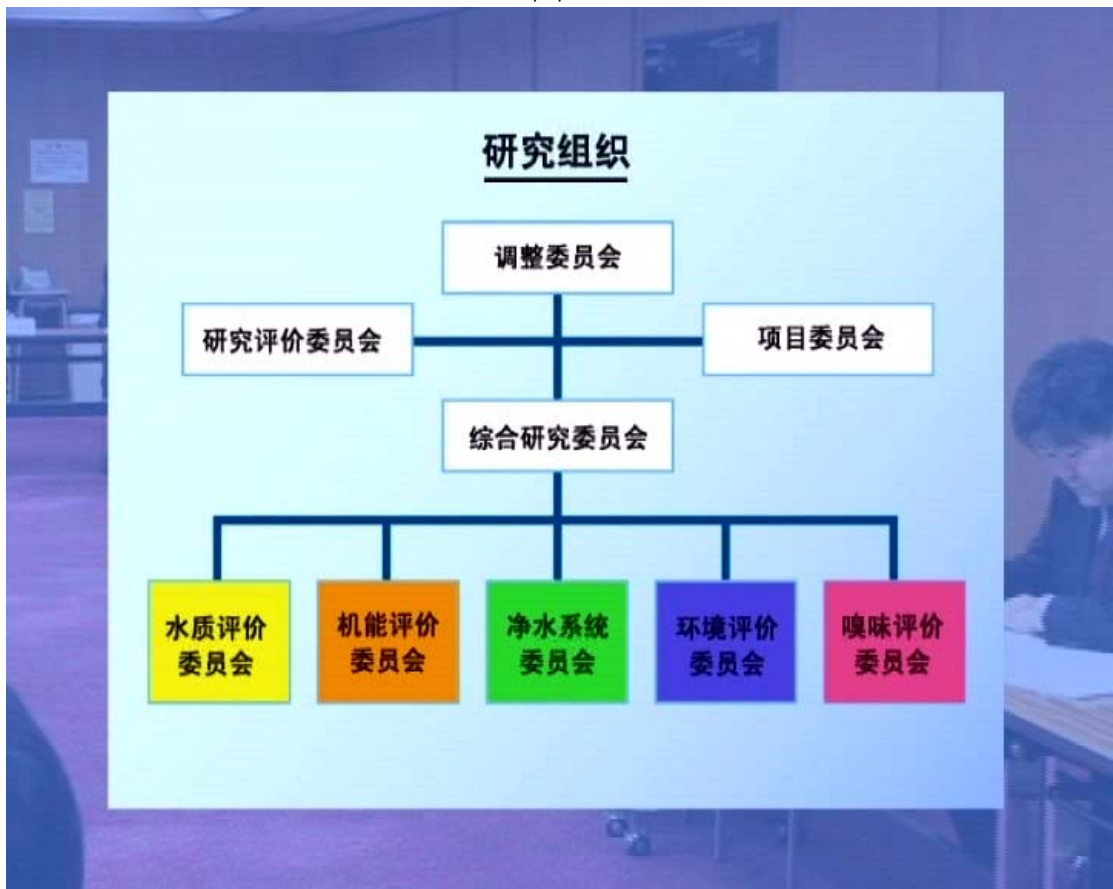 研究组织
调整委员会
研究评价委员会
项目委员会
综合研究委员会
水质评价
委员会
机能评价
委员会
净水系统
委员会
环境评价
委员会
嗅味评价
委员会